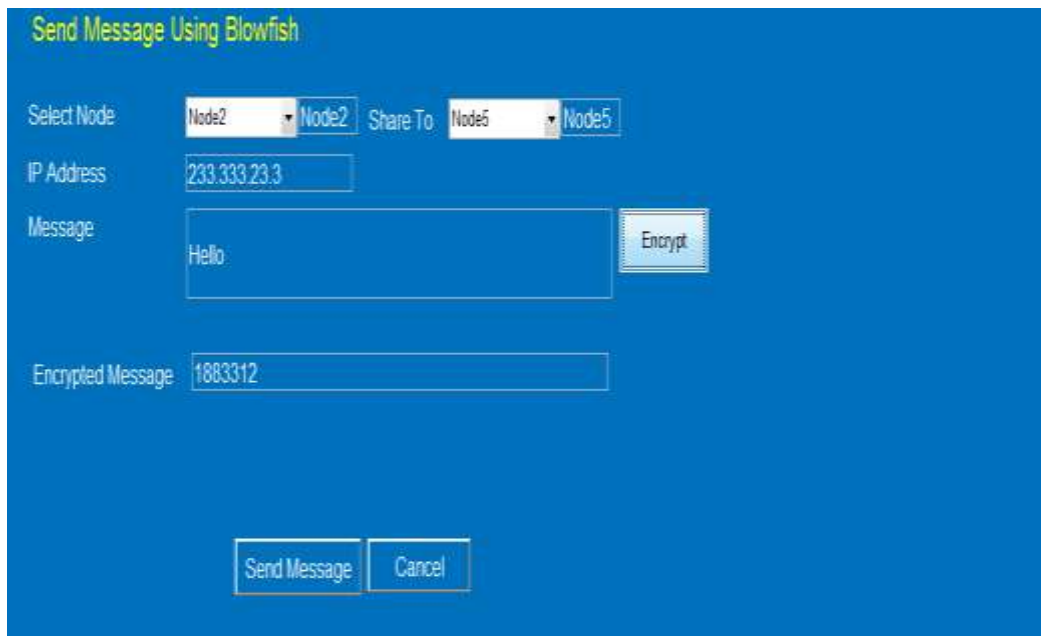 Send Message Using Blowfish
Select Node Node2 Node2 Share To Node5 Node5
IP Address 233.333.23.3
Message Hello Encrypt
Encrypted Message 1883312
Send Message Cancel